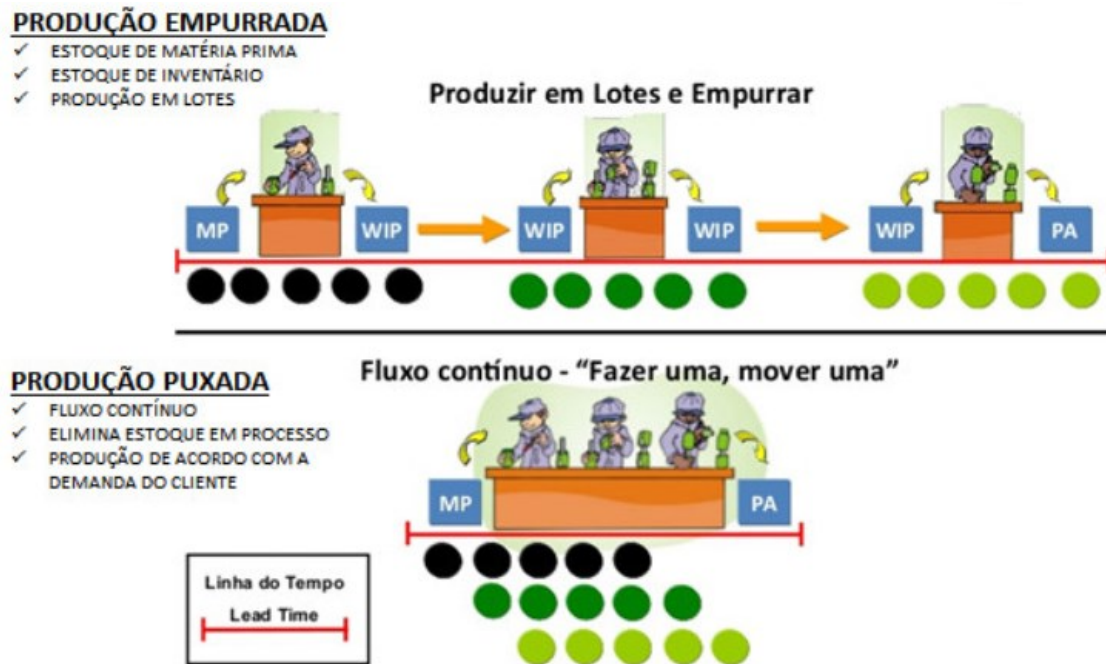 PRODUÇÃO EMPURRADA
✓ ESTOQUE DE MATÉRIA PRIMA
✓ ESTOQUE DE INVENTÁRIO
✓ PRODUÇÃO EM LOTES
Produzir em Lotes e Empurrar
MP WIP WIP WIP WIP PA
PRODUÇÃO PUXADA
✓ FLUXO CONTÍNUO
✓ ELIMINA ESTOQUE EM PROCESSO
✓ PRODUÇÃO DE ACORDO COM A
DEMANDA DO CLIENTE
Fluxo contínuo - “Fazer uma, mover uma”
MP PA
Linha do Tempo
Lead Time